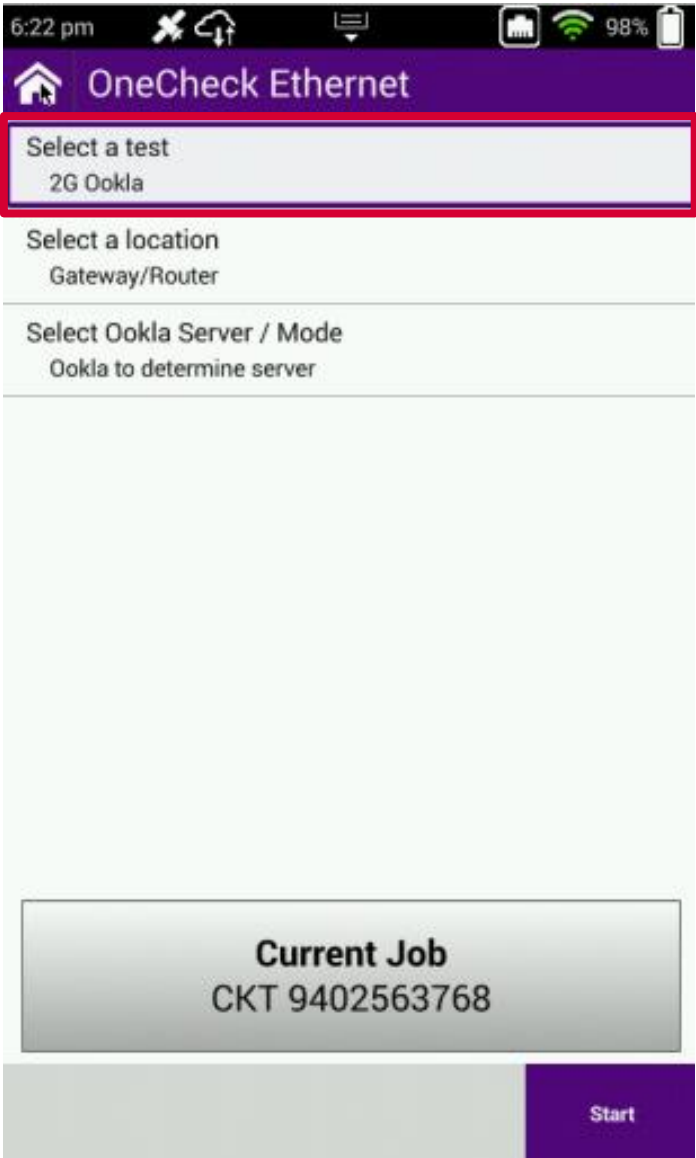 6:22 pm 98%
OneCheck Ethernet
Select a test
2G Ookla
Select a location
Gateway/Router
Select Ookla Server / Mode
Ookla to determine server
Current Job
CKT 9402563768
Start